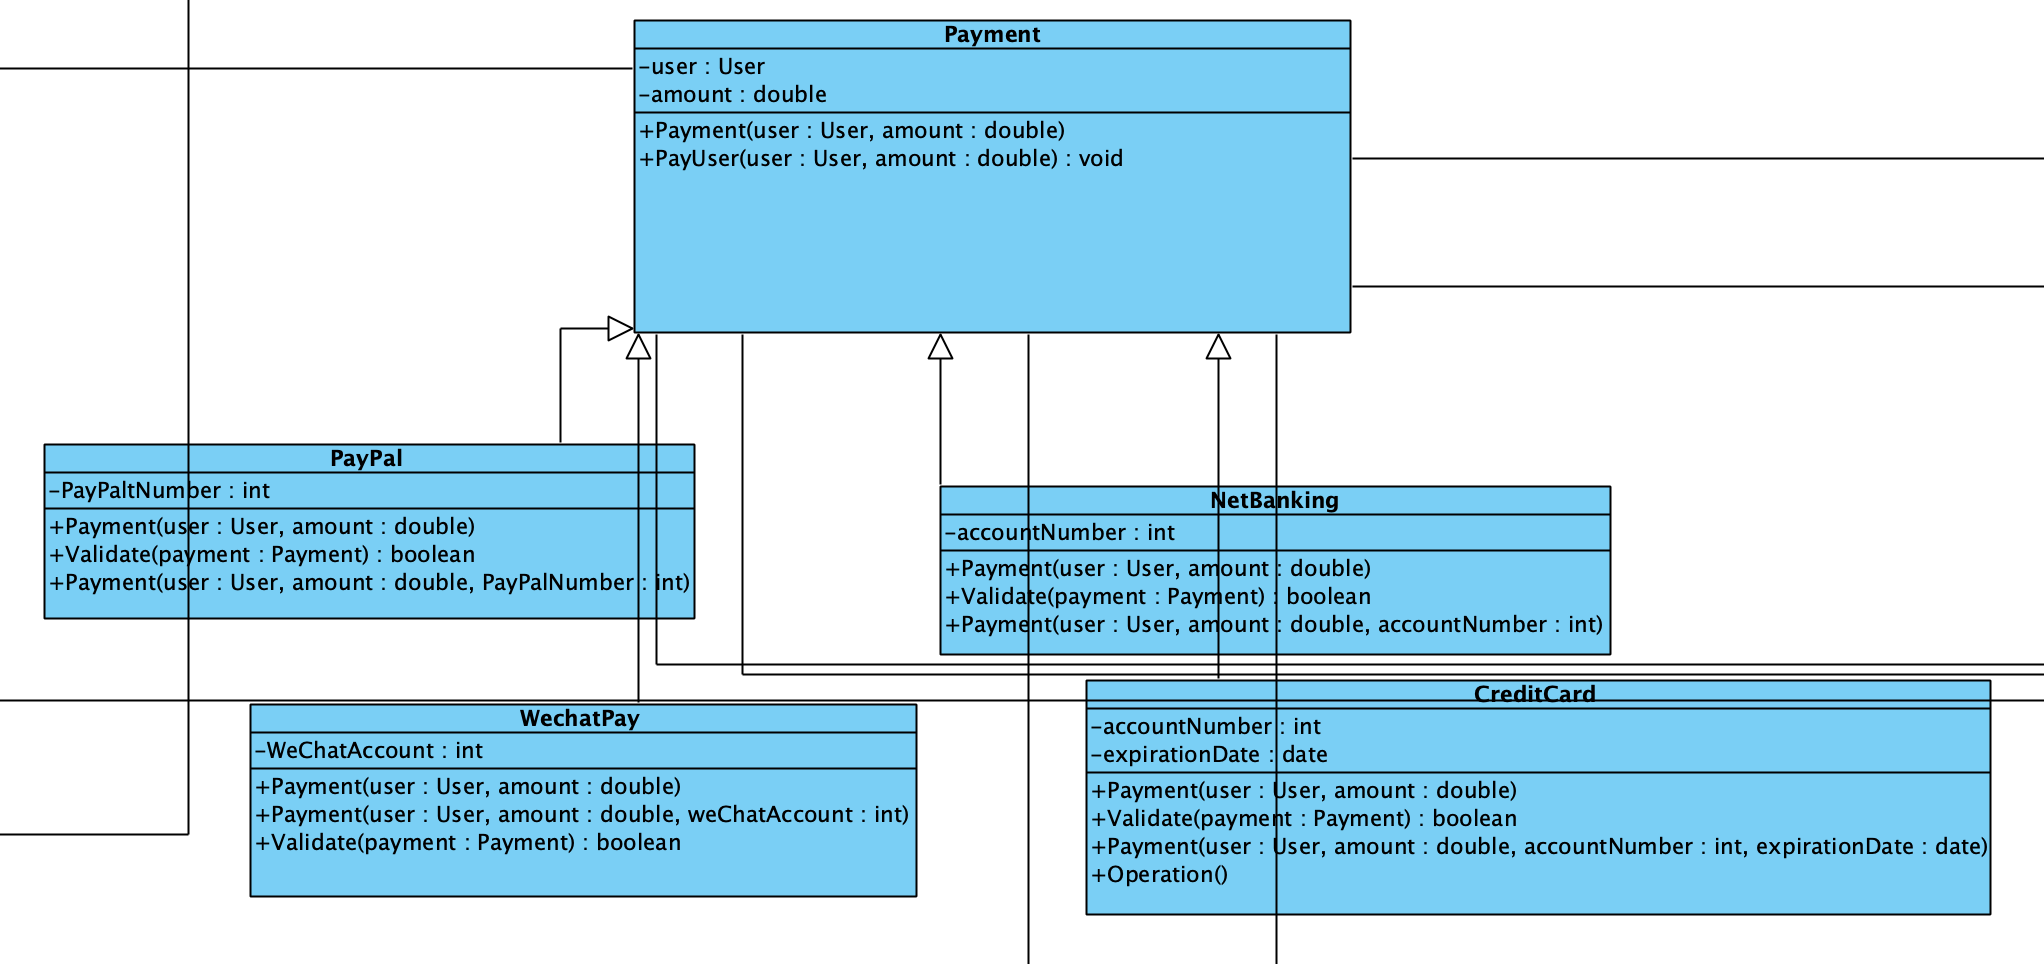 Payment
-user : User
-amount : double
+Payment(user : User, amount : double)
+PayUser(user : User, amount : double) : void
PayPal
-PayPaltNumber : int
+Payment(user : User, amount : double)
+Validate(payment : Payment) : boolean
+Payment(user : User, amount : double, PayPalNumber : int)
NetBanking
-accountNumber : int
+Payment(user : User, amount : double)
+Validate(payment : Payment) : boolean
+Payment(user : User, amount : double, accountNumber : int)
WechatPay
-WeChatAccount : int
+Payment(user : User, amount : double)
+Payment(user : User, amount : double, weChatAccount : int)
+Validate(payment : Payment) : boolean
CreditCard
-accountNumber : int
-expirationDate : date
+Payment(user : User, amount : double)
+Validate(payment : Payment) : boolean
+Payment(user : User, amount : double, accountNumber : int, expirationDate : date)
+Operation()